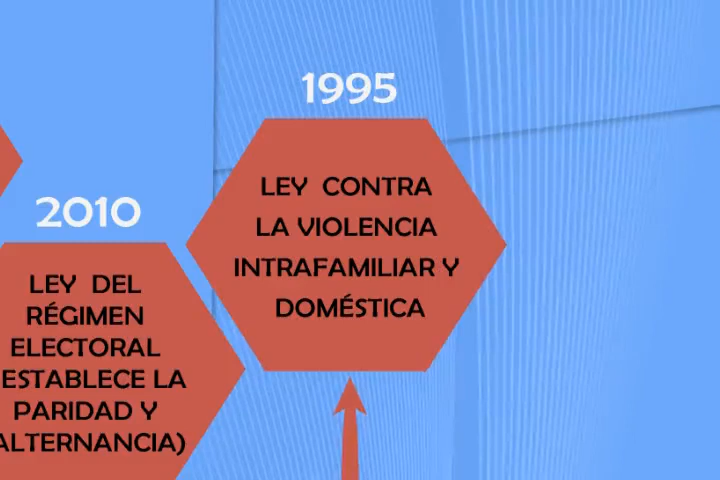 1995
LEY CONTRA
LA VIOLENCIA
INTRAFAMILIAR Y
DOMÉSTICA
2010
LEY DEL
RÉGIMEN
ELECTORAL
ESTABLECE LA
PARIDAD Y
ALTERNANCIA)